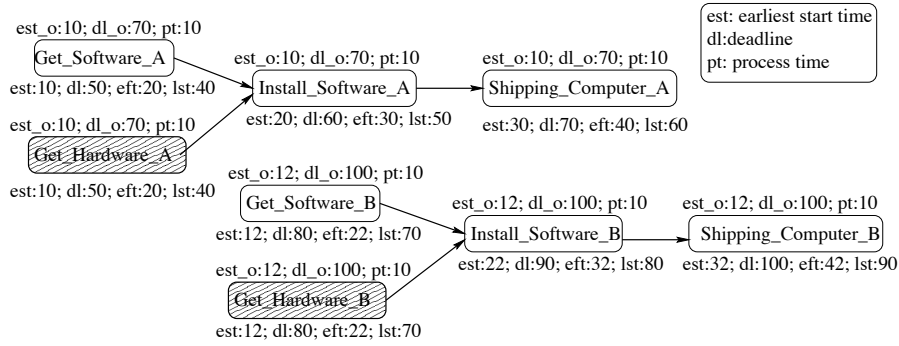 est_o:10; dl_o:70; pt:10
Get_Software_A
est:10; dl:50; eft:20; lst:40
est_o:10; dl_o:70; pt:10
Get_Hardware_A
est:10; dl:50; eft:20; lst:40
est_o:10; dl_o:70; pt:10
Install_Software_A
est:20; dl:60; eft:30; lst:50
est_o:10; dl_o:70; pt:10
Shipping_Computer_A
est:30; dl:70; eft:40; lst:60
est: earliest start time
dl:deadline
pt: process time
est_o:12; dl_o:100; pt:10
Get_Software_B
est:12; dl:80; eft:22; lst:70
est_o:12; dl_o:100; pt:10
Get_Hardware_B
est:12; dl:80; eft:22; lst:70
est_o:12; dl_o:100; pt:10
Install_Software_B
est:22; dl:90; eft:32; lst:80
est_o:12; dl_o:100; pt:10
Shipping_Computer_B
est:32; dl:100; eft:42; lst:90